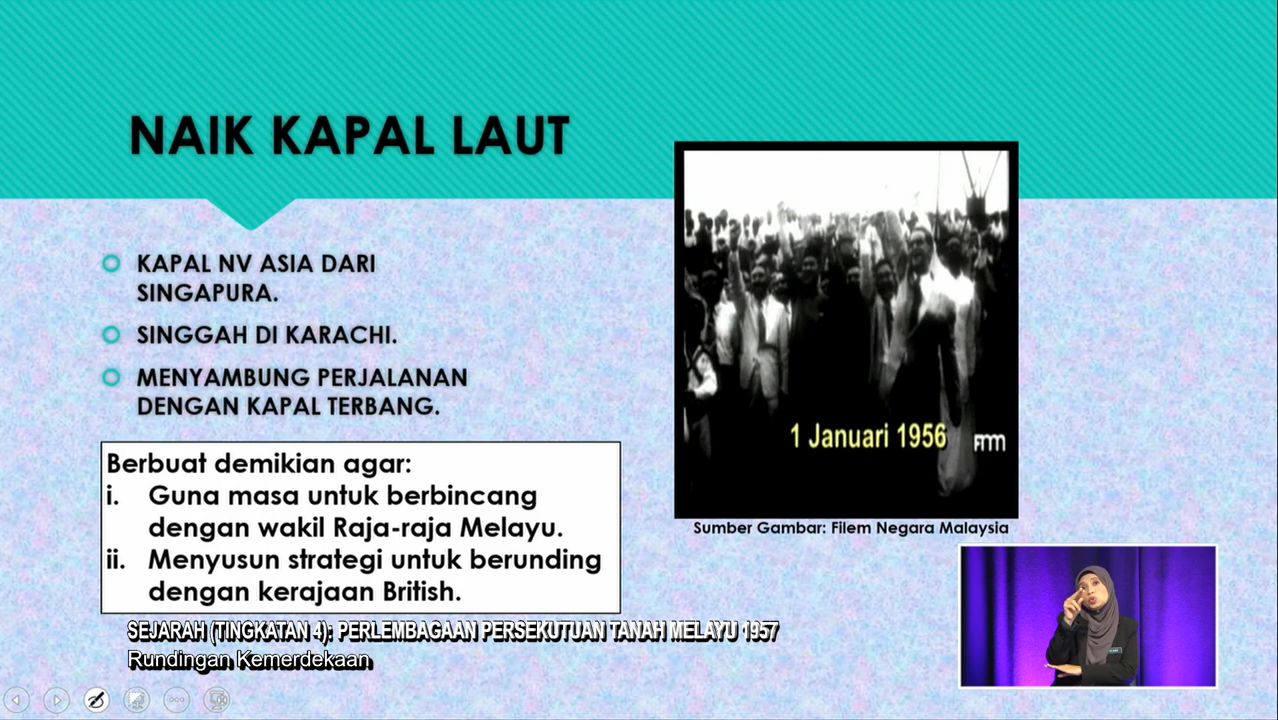 NAIK KAPAL LAUT
KAPAL NV ASIA DARI
SINGAPURA.
SINGGAH DI KARACHI.
MENYAMBUNG PERJALANAN
DENGAN KAPAL TERBANG.
Berbuat demikian agar:
i. Guna masa untuk berbincang
dengan wakil Raja-raja Melayu.
ii. Menyusun strategi untuk berunding
dengan kerajaan British.
1 Januari 1956
Sumber Gambar: Filem Negara Malaysia
SEJARAH (TINGKATAN 4): PERLEMBAGAAN PERSEKUTUAN TANAH MELAYU 1957
Rundingan Kemerdekaan